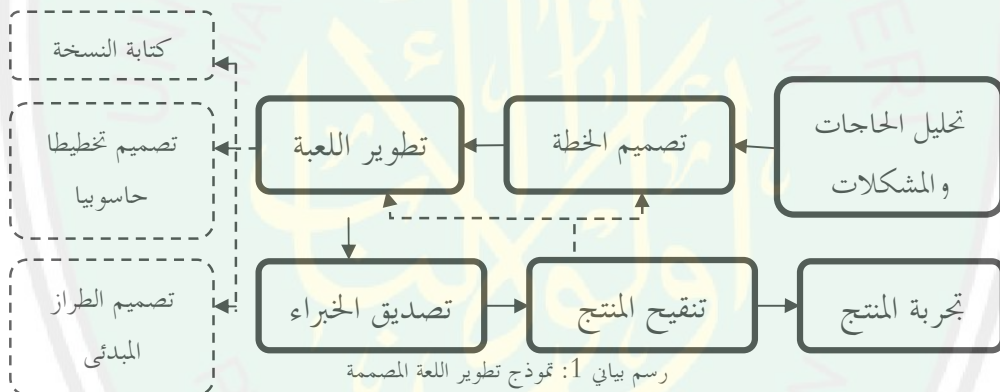 تحليل الحاجات
والمشكلات
تصميم الخطة
تطوير اللعبة
كتابة النسخة
تصميم تخطيطا
حاسوبيا
تصميم الطراز
المبدئى
تصديق الخبراء
تنقيح المنتج
تجربة المنتج
رسم بياني 1: نموذج تطوير اللعة المصممة